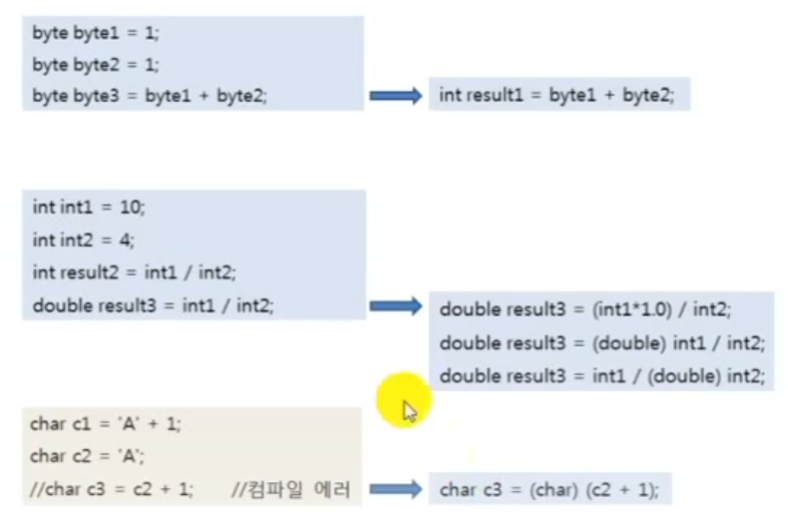 byte byte1 = 1;
byte byte2 = 1;
byte byte3 = byte1 + byte2;
int result1 = byte1 + byte2;
int int1 = 10;
int int2 = 4;
int result2 = int1 / int2;
double result3 = int1 / int2;
double result3 = (int1*1.0) / int2;
double result3 = (double) int1 / int2;
double result3 = int1 / (double) int2;
char c1 = 'A' + 1;
char c2 = 'A';
//char c3 = c2 + 1; //컴파일 에러
char c3 = (char) (c2 + 1);